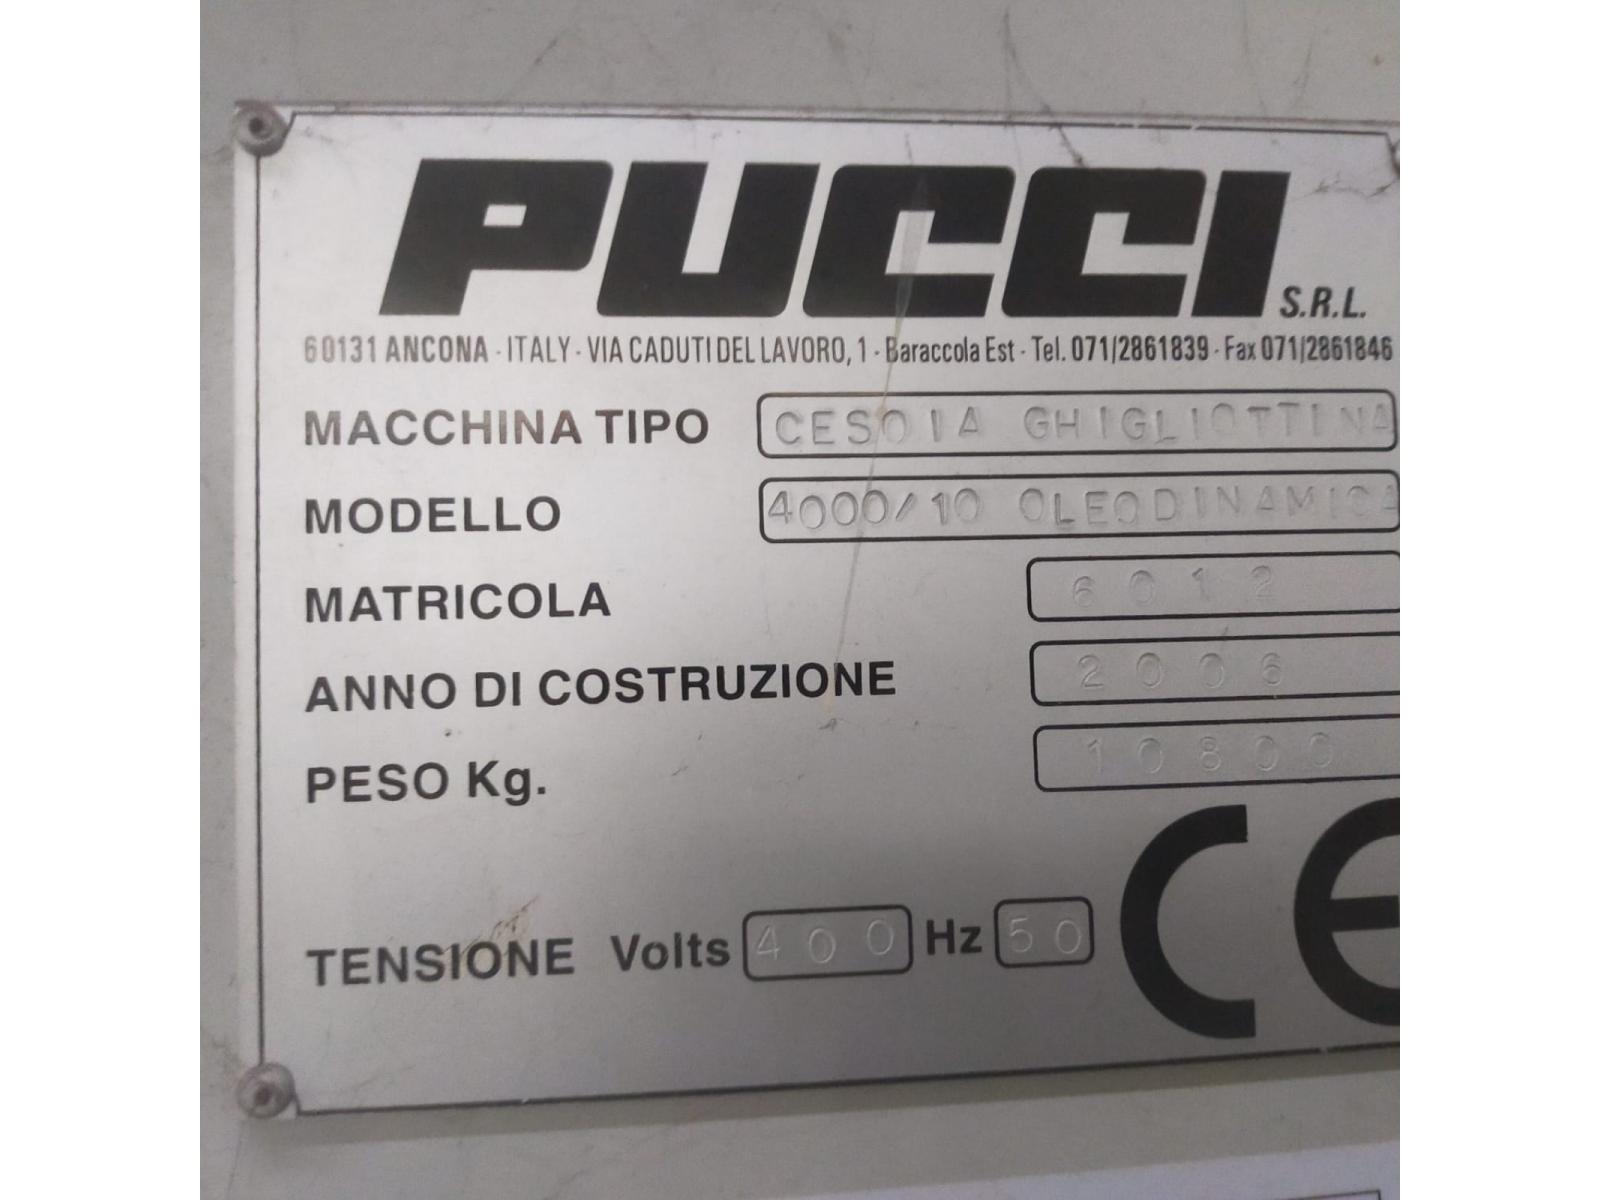 PUCCI S.R.L.
60131 ANCONA - ITALY - VIA CADUTI DEL LAVORO, 1 - Baraccola Est - Tel. 071/2861839 - Fax 071/2861846
MACCHINA TIPO CESOIA GHIGLIOTTINA
MODELLO 4000/10 OLEODINAMICA
MATRICOLA 6012
ANNO DI COSTRUZIONE 2006
PESO Kg. 10800
TENSIONE Volts 400 Hz 50 CE